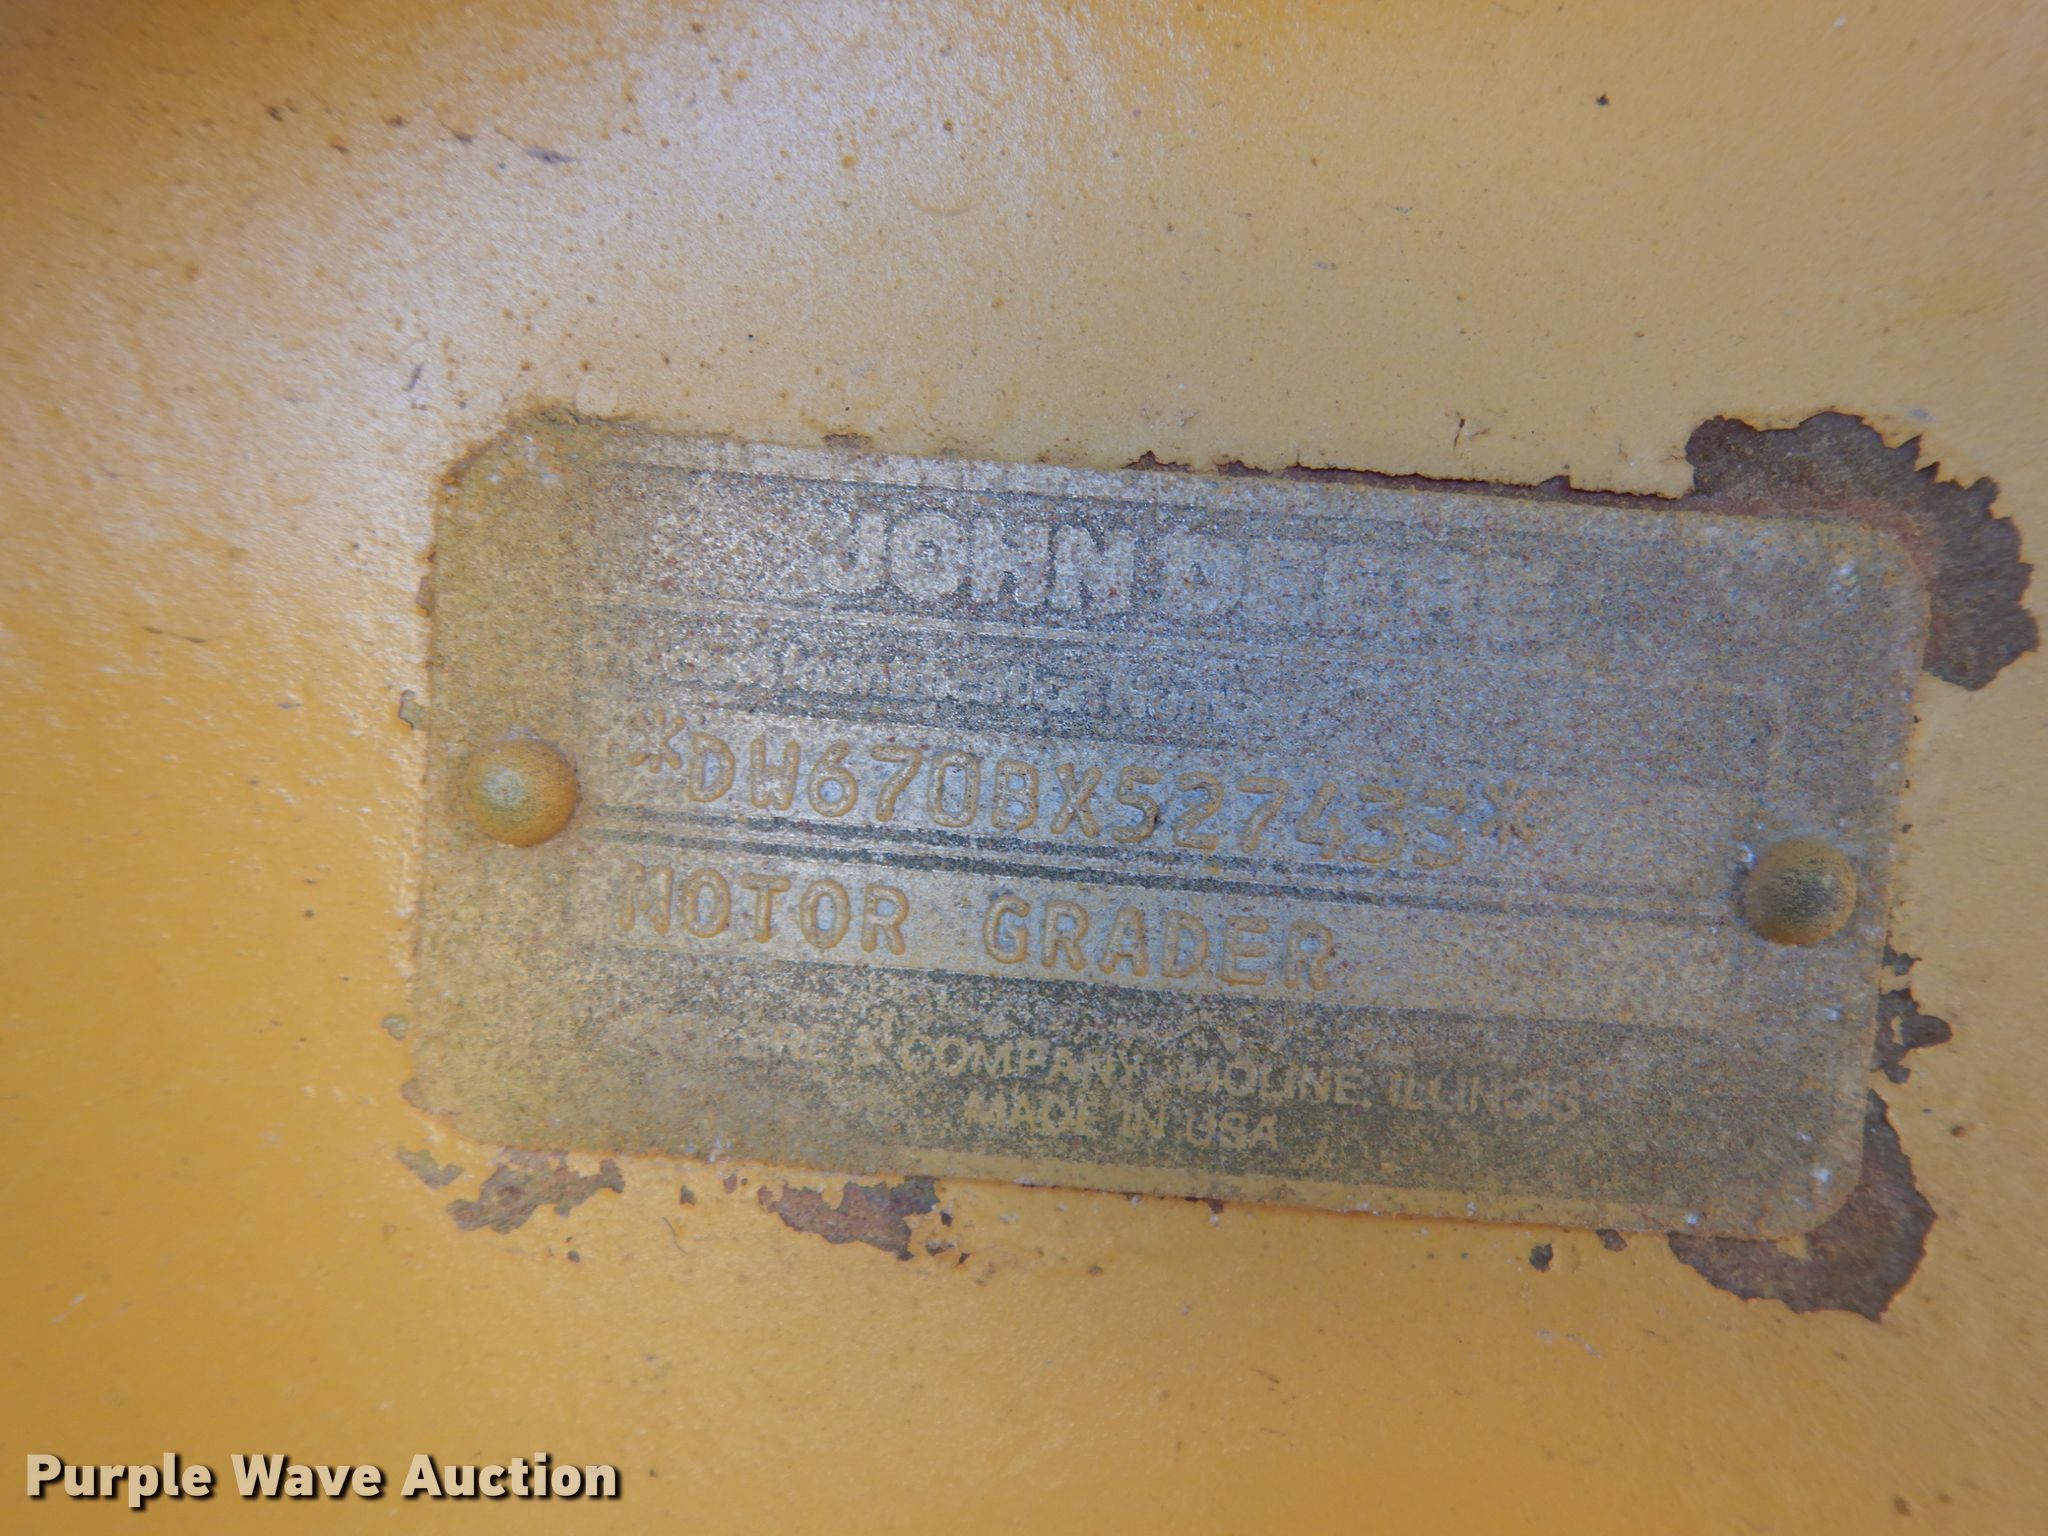 JOHN DEERE
*DW670BX527433*
MOTOR GRADER
& COMPANY, MOLINE, ILLINOIS
MADE IN USA
Purple Wave Auction